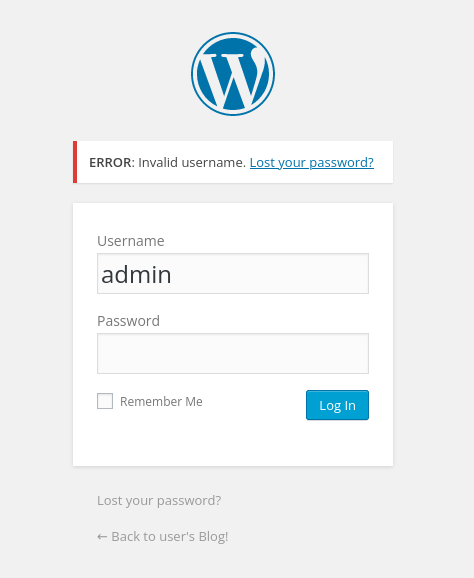 ERROR: Invalid username. Lost your password?
Username
admin
Password
Remember Me
Log In
Lost your password?
← Back to user's Blog!